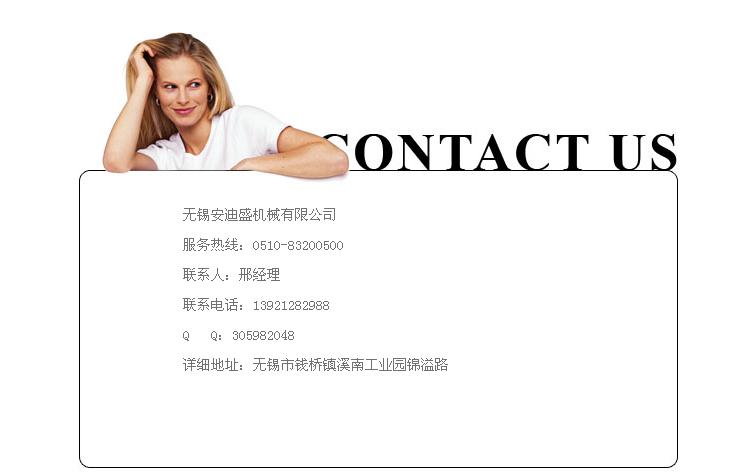 CONTACT US
无锡安迪盛机械有限公司
服务热线：0510-83200500
联系人：邢经理
联系电话：13921282988
Q Q：305982048
详细地址：无锡市钱桥镇溪南工业园锦溢路